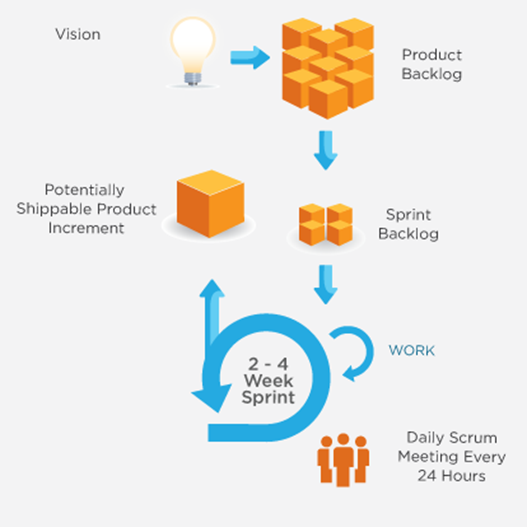 Vision
Product
Backlog
Potentially
Shippable Product
Increment
Sprint
Backlog
2 - 4
Week
Sprint
WORK
Daily Scrum
Meeting Every
24 Hours